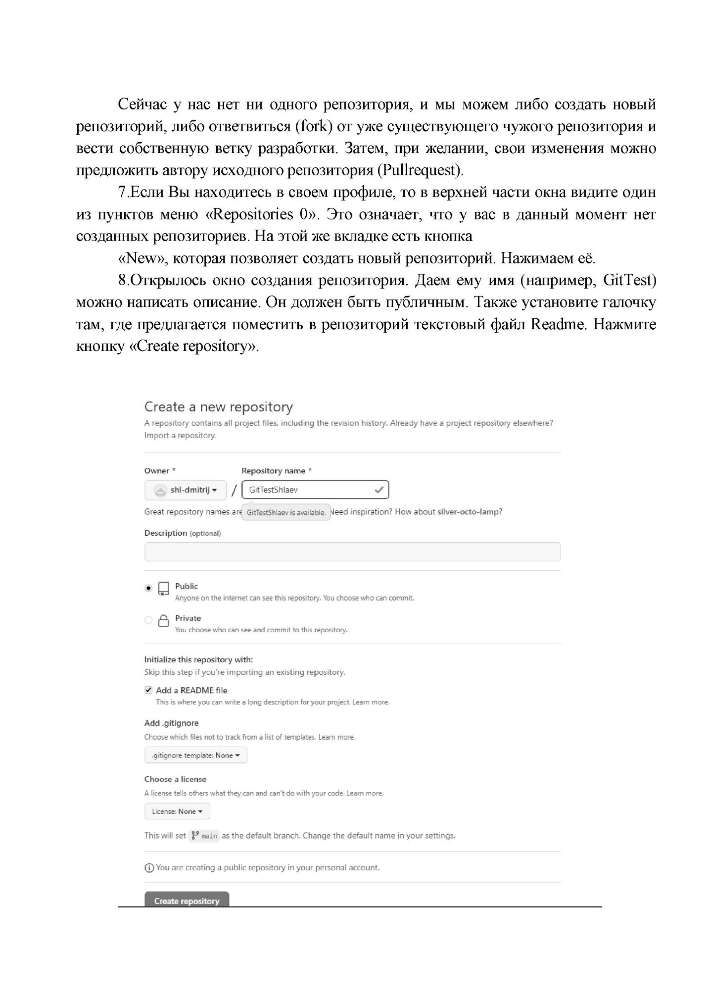 Сейчас у нас нет ни одного репозитория, и мы можем либо создать новый
репозиторий, либо ответвиться (fork) от уже существующего чужого репозитория и
вести собственную ветку разработки. Затем, при желании, свои изменения можно
предложить автору исходного репозитория (Pullrequest).
7.Если Вы находитесь в своем профиле, то в верхней части окна видите один
из пунктов меню «Repositories 0». Это означает, что у вас в данный момент нет
созданных репозиториев. На этой же вкладке есть кнопка
«New», которая позволяет создать новый репозиторий. Нажимаем её.
8.Открылось окно создания репозитория. Даем ему имя (например, GitTest)
можно написать описание. Он должен быть публичным. Также установите галочку
там, где предлагается поместить в репозиторий текстовый файл Readme. Нажмите
кнопку «Create repository».
Create a new repository
A repository contains all project files, including the revision history. Already have a project repository elsewhere?
Import a repository.
Owner * Repository name *
shl-dmitrij / GitTestShlaev
Great repository names are GitTestShlaev is available. Need inspiration? How about silver-octo-lamp?
Description (optional)
Public
Anyone on the internet can see this repository. You choose who can commit.
Private
You choose who can see and commit to this repository.
Initialize this repository with:
Skip this step if you're importing an existing repository.
Add a README file
This is where you can write a long description for your project. Learn more.
Add .gitignore
Choose which files not to track from a list of templates. Learn more.
.gitignore template: None
Choose a license
A license tells others what they can and can't do with your code. Learn more.
License: None
This will set main as the default branch. Change the default name in your settings.
You are creating a public repository in your personal account.
Create repository